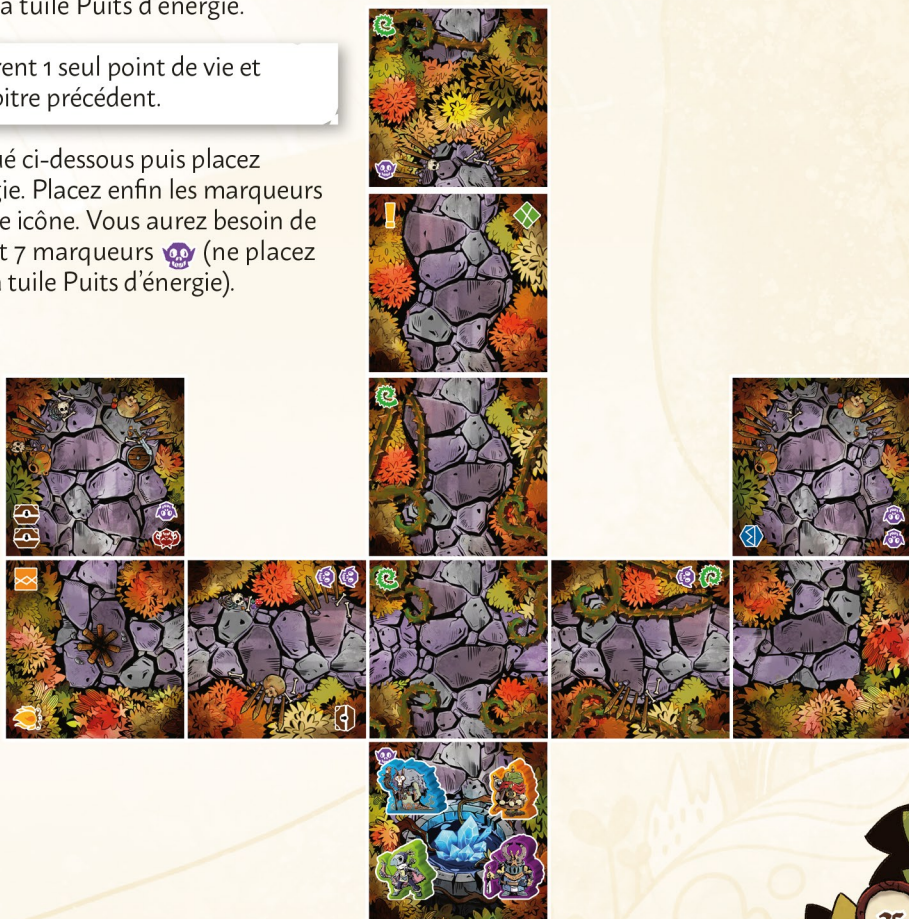 a tuile Puits d'énergie.
rent 1 seul point de vie et
pitre précédent.
ué ci-dessous puis placez
gie. Placez enfin les marqueurs
e icône. Vous aurez besoin de
t 7 marqueurs (ne placez
a tuile Puits d’énergie).